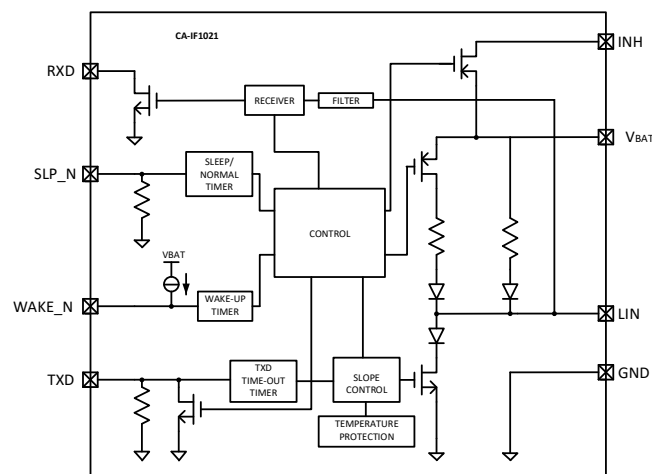 CA-IF1021
INH
RXD
RECEIVER
FILTER
VBAT
SLP_N
SLEEP/
NORMAL
TIMER
CONTROL
VBAT
WAKE_N
WAKE-UP
TIMER
LIN
TXD
TXD
TIME-OUT
TIMER
SLOPE
CONTROL
GND
TEMPERATURE
PROTECTION